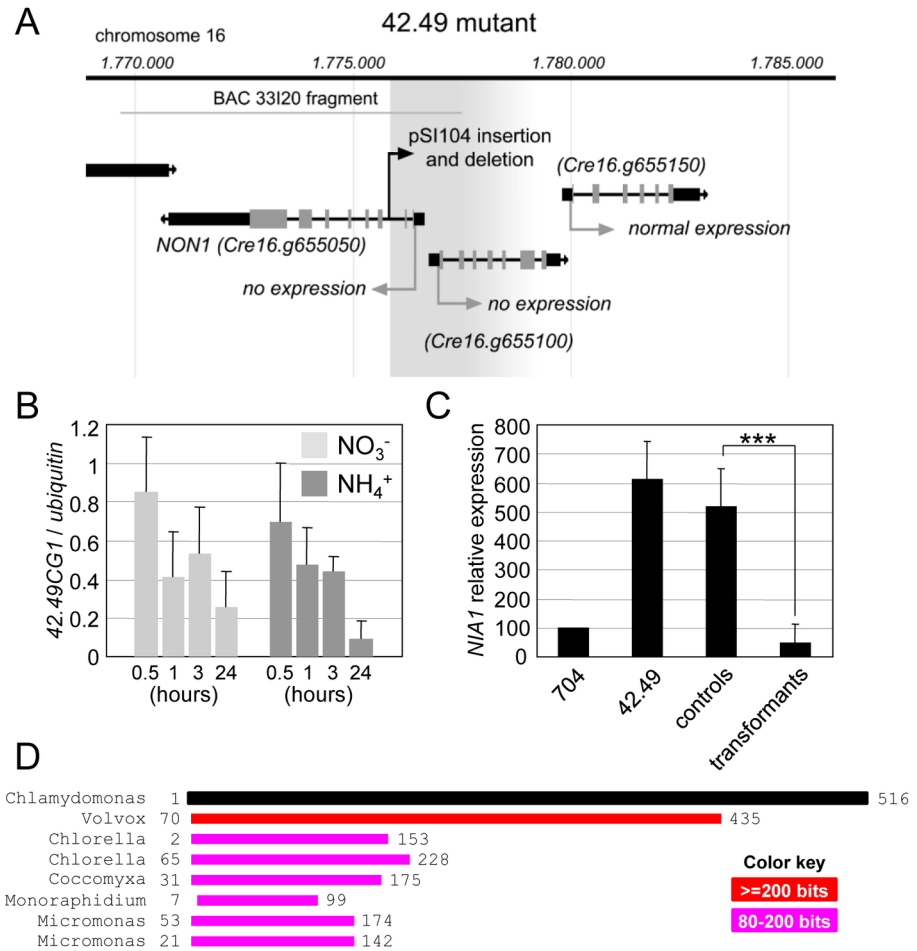 A
42.49 mutant
chromosome 16
1.770.000
1.775.000
1.780.000
1.785.000
BAC 33I20 fragment
pSI104 insertion
and deletion
(Cre16.g655150)
NON1 (Cre16.g655050)
normal expression
no expression
no expression
(Cre16.g655100)
B
42.49CG1 / ubiquitin
1.2
1
0.8
0.6
0.4
0.2
0
NO3-
NH4+
0.5 1 3 24
0.5 1 3 24
(hours)
(hours)
C
NIA1 relative expression
800
700
600
500
400
300
200
100
0
***
704
42.49
controls
transformants
D
Chlamydomonas 1 516
Volvox 70 435
Chlorella 2 153
Chlorella 65 228
Coccomyxa 31 175
Monoraphidium 7 99
Micromonas 53 174
Micromonas 21 142
Color key
>=200 bits
80-200 bits